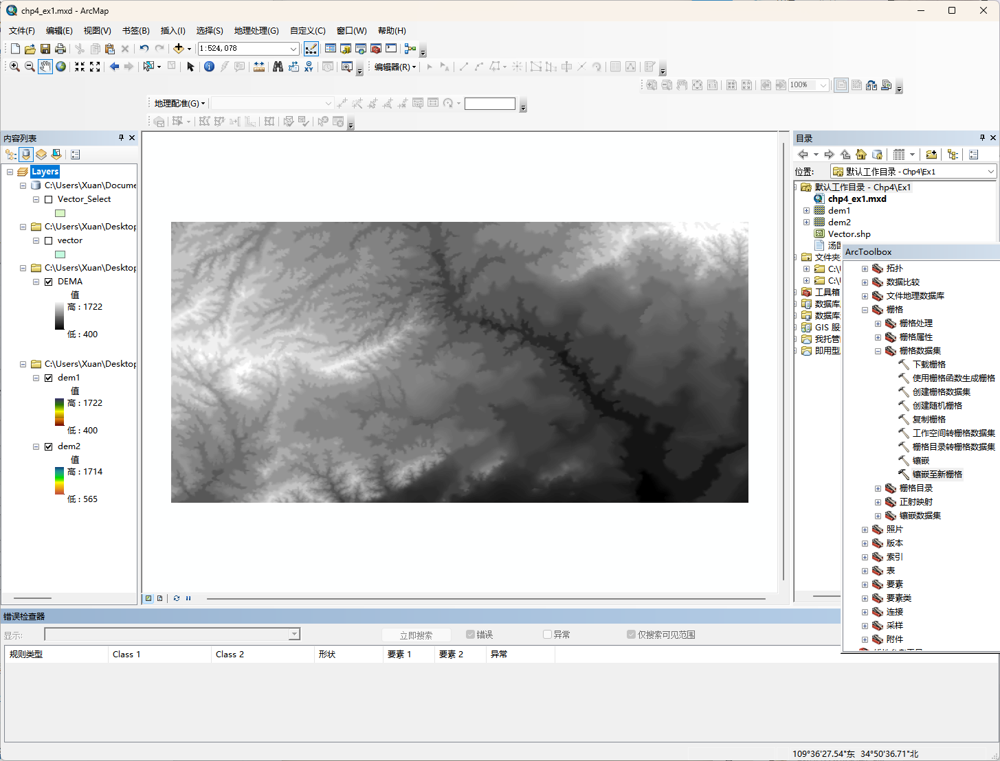 chp4_ex1.mxd - ArcMap
文件(F) 编辑(E) 视图(V) 书签(B) 插入(I) 选择(S) 地理处理(G) 自定义(C) 窗口(W) 帮助(H)
1:524,078
编辑器(R)
100%
地理配准(G)
内容列表
Layers
C:\Users\Xuan\Docume
Vector_Select
C:\Users\Xuan\Desktop
vector
C:\Users\Xuan\Desktop
DEMA
值
高 : 1722
低 : 400
C:\Users\Xuan\Desktop
dem1
值
高 : 1722
低 : 400
dem2
值
高 : 1714
低 : 565
目录
位置: 默认工作目录 - Chp4\Ex1
默认工作目录 - Chp4\Ex1
chp4_ex1.mxd
dem1
dem2
Vector.shp
汤国
文件夹
C:\
C:\
工具箱
数据库
数据库
GIS 服
我托管
即用型
ArcToolbox
拓扑
数据比较
文件地理数据库
栅格
栅格处理
栅格属性
栅格数据集
下载栅格
使用栅格函数生成栅格
创建栅格数据集
创建随机栅格
复制栅格
工作空间转栅格数据集
栅格目录转栅格数据集
镶嵌
镶嵌至新栅格
栅格目录
正射映射
镶嵌数据集
照片
版本
索引
表
要素
要素类
连接
采样
附件
错误检查器
显示: 立即搜索 错误 异常 仅搜索可见范围
规则类型 Class 1 Class 2 形状 要素 1 要素 2 异常
109°36'27.54"东 34°50'36.71"北